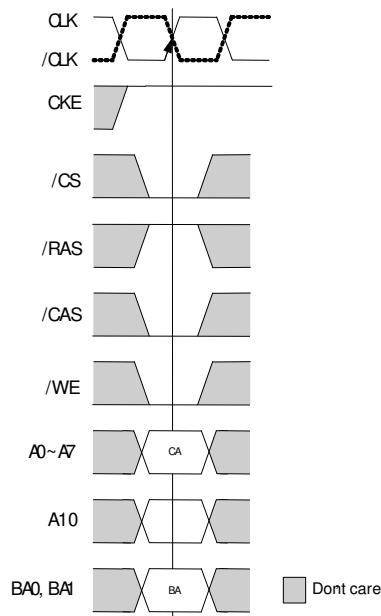 CLK
/CLK
CKE
/CS
/RAS
/CAS
/WE
A0~A7
CA
A10
BA0, BA1
BA
Dont care